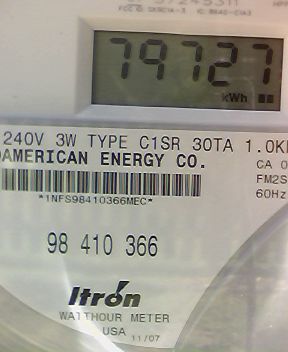 79727
kWh
240V 3W TYPE C1SR 30TA 1.0
AMERICAN ENERGY CO.
CA
FM2S
60Hz
*1NFS98410366MEC*
98 410 366
Itron
WATTHOUR METER
USA 11/07